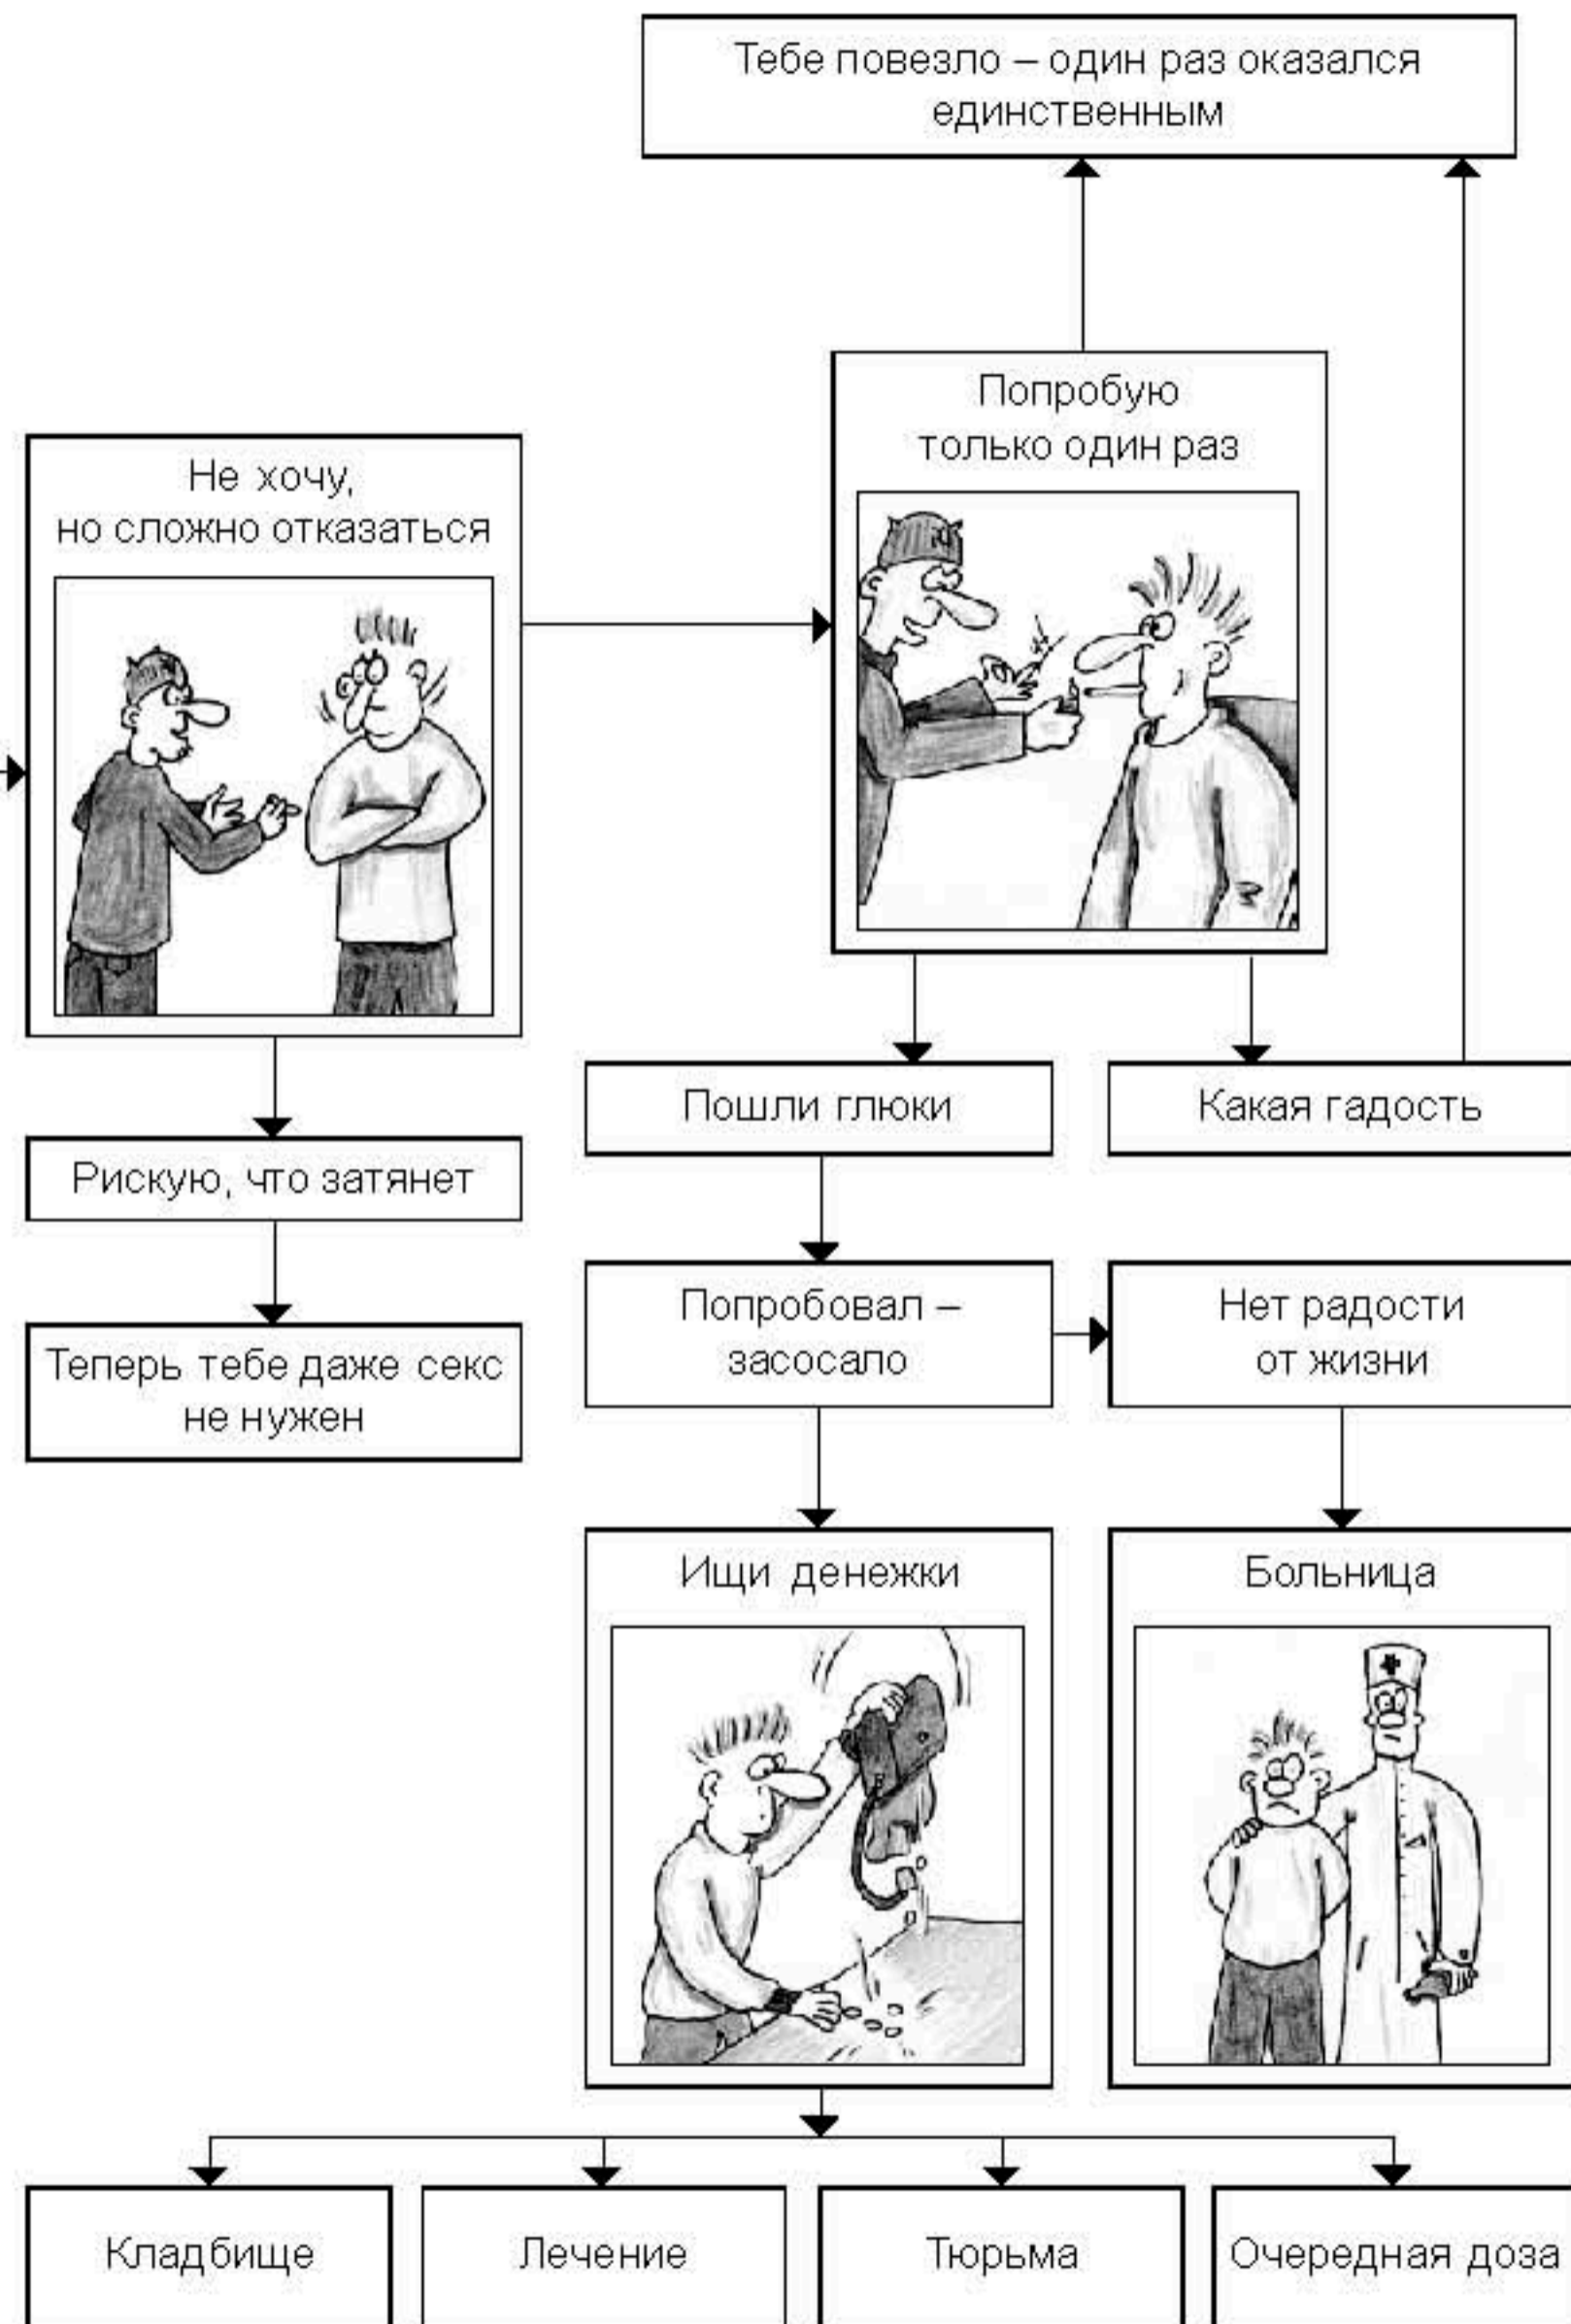 Тебе повезло – один раз оказался
единственным
Попробую
только один раз
Не хочу,
но сложно отказаться
Пошли глюки
Какая гадость
Рискую, что затянет
Попробовал –
засосало
Нет радости
от жизни
Теперь тебе даже секс
не нужен
Ищи денежки
Больница
Кладбище
Лечение
Тюрьма
Очередная доза